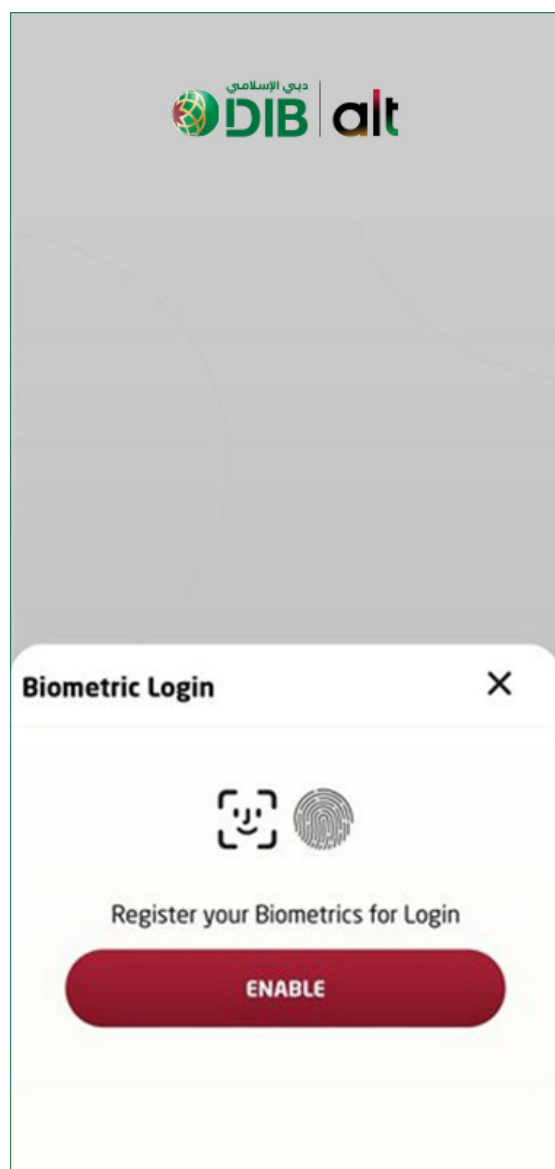 دبي الإسلامي
DIB alt
Biometric Login
Register your Biometrics for Login
ENABLE